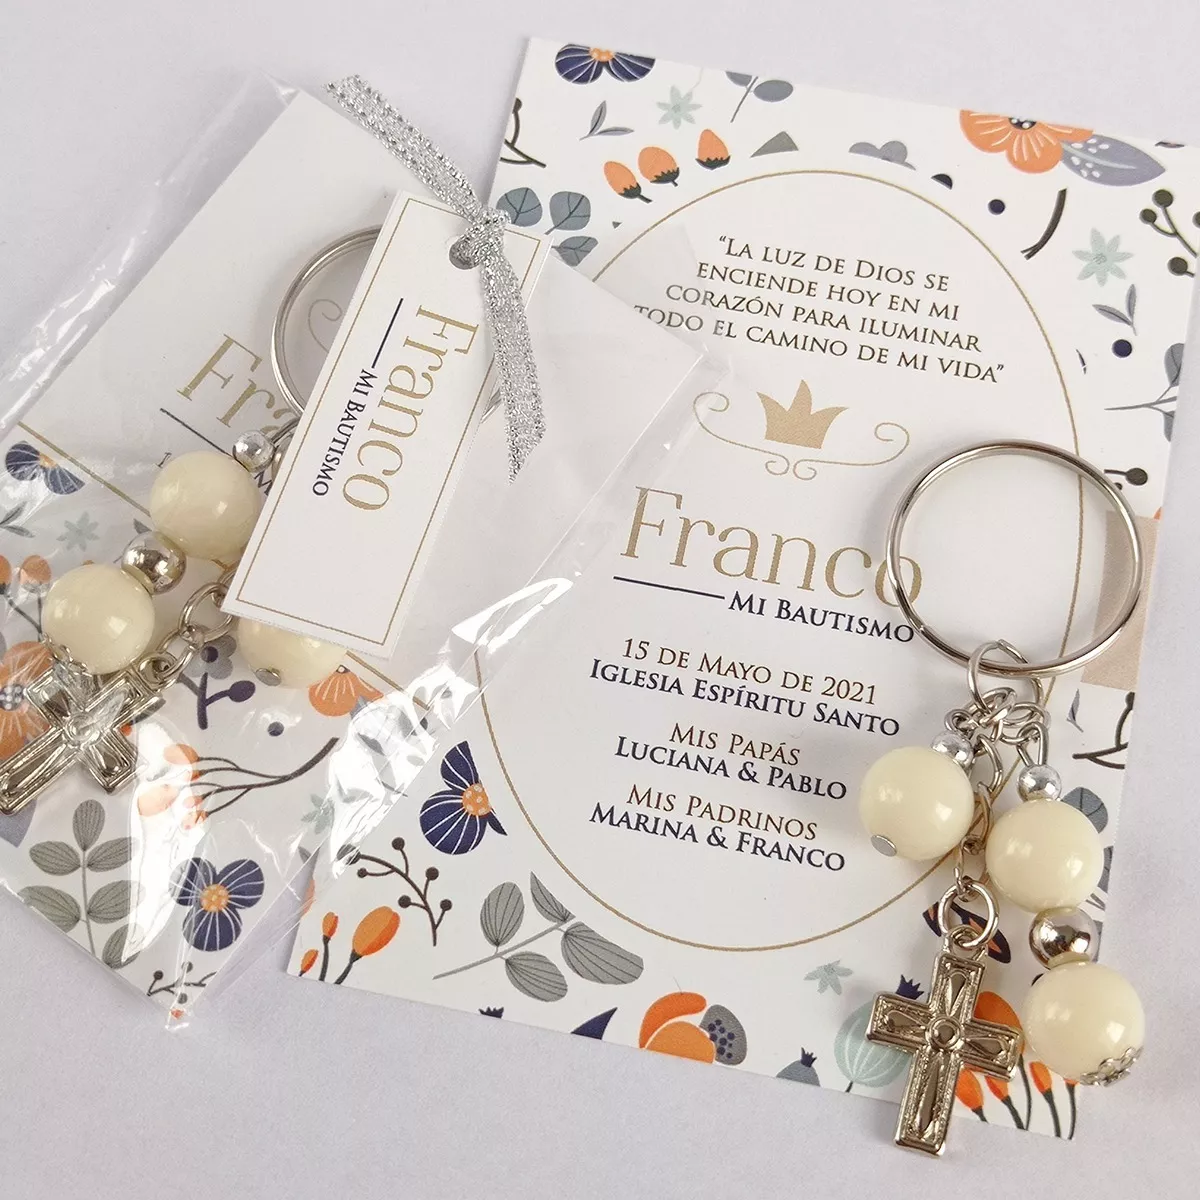 Franco
MI BAUTISMO
Fra
"LA LUZ DE DIOS SE
ENCIENDE HOY EN MI
CORAZÓN PARA ILUMINAR
TODO EL CAMINO DE MI VIDA"
Franco
MI BAUTISMO
15 DE MAYO DE 2021
IGLESIA ESPÍRITU SANTO
MIS PAPÁS
LUCIANA & PABLO
MIS PADRINOS
MARINA & FRANCO